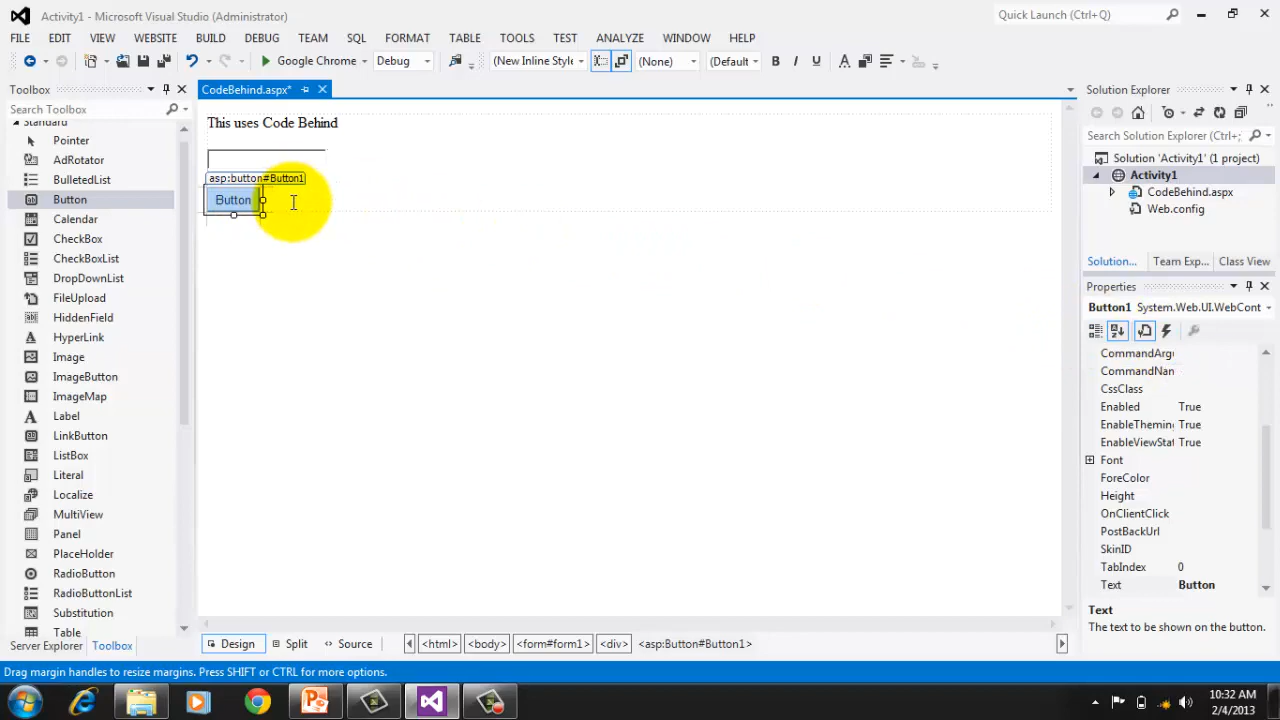 Activity1 - Microsoft Visual Studio (Administrator)
Quick Launch (Ctrl+Q)
FILE EDIT VIEW WEBSITE BUILD DEBUG TEAM SQL FORMAT TABLE TOOLS TEST ANALYZE WINDOW HELP
Google Chrome Debug (New Inline Style (None) (Default B I U A
Toolbox
Search Toolbox
Standard
Pointer
AdRotator
BulletedList
Button
Calendar
CheckBox
CheckBoxList
DropDownList
FileUpload
HiddenField
HyperLink
Image
ImageButton
ImageMap
Label
LinkButton
ListBox
Literal
Localize
MultiView
Panel
PlaceHolder
RadioButton
RadioButtonList
Substitution
Table
Server Explorer Toolbox
CodeBehind.aspx*
This uses Code Behind
asp:button#Button1
Button
Design Split Source <html> <body> <form#form1> <div> <asp:Button#Button1>
Solution Explorer
Search Solution Explorer (Ctrl+;)
Solution 'Activity1' (1 project)
Activity1
CodeBehind.aspx
Web.config
Solution... Team Exp... Class View
Properties
Button1 System.Web.UI.WebCont
CommandArgu
CommandNan
CssClass
Enabled True
EnableTheming True
EnableViewStat True
Font
ForeColor
Height
OnClientClick
PostBackUrl
SkinID
TabIndex 0
Text Button
Text
The text to be shown on the button.
Drag margin handles to resize margins. Press SHIFT or CTRL for more options.
10:32 AM
2/4/2013